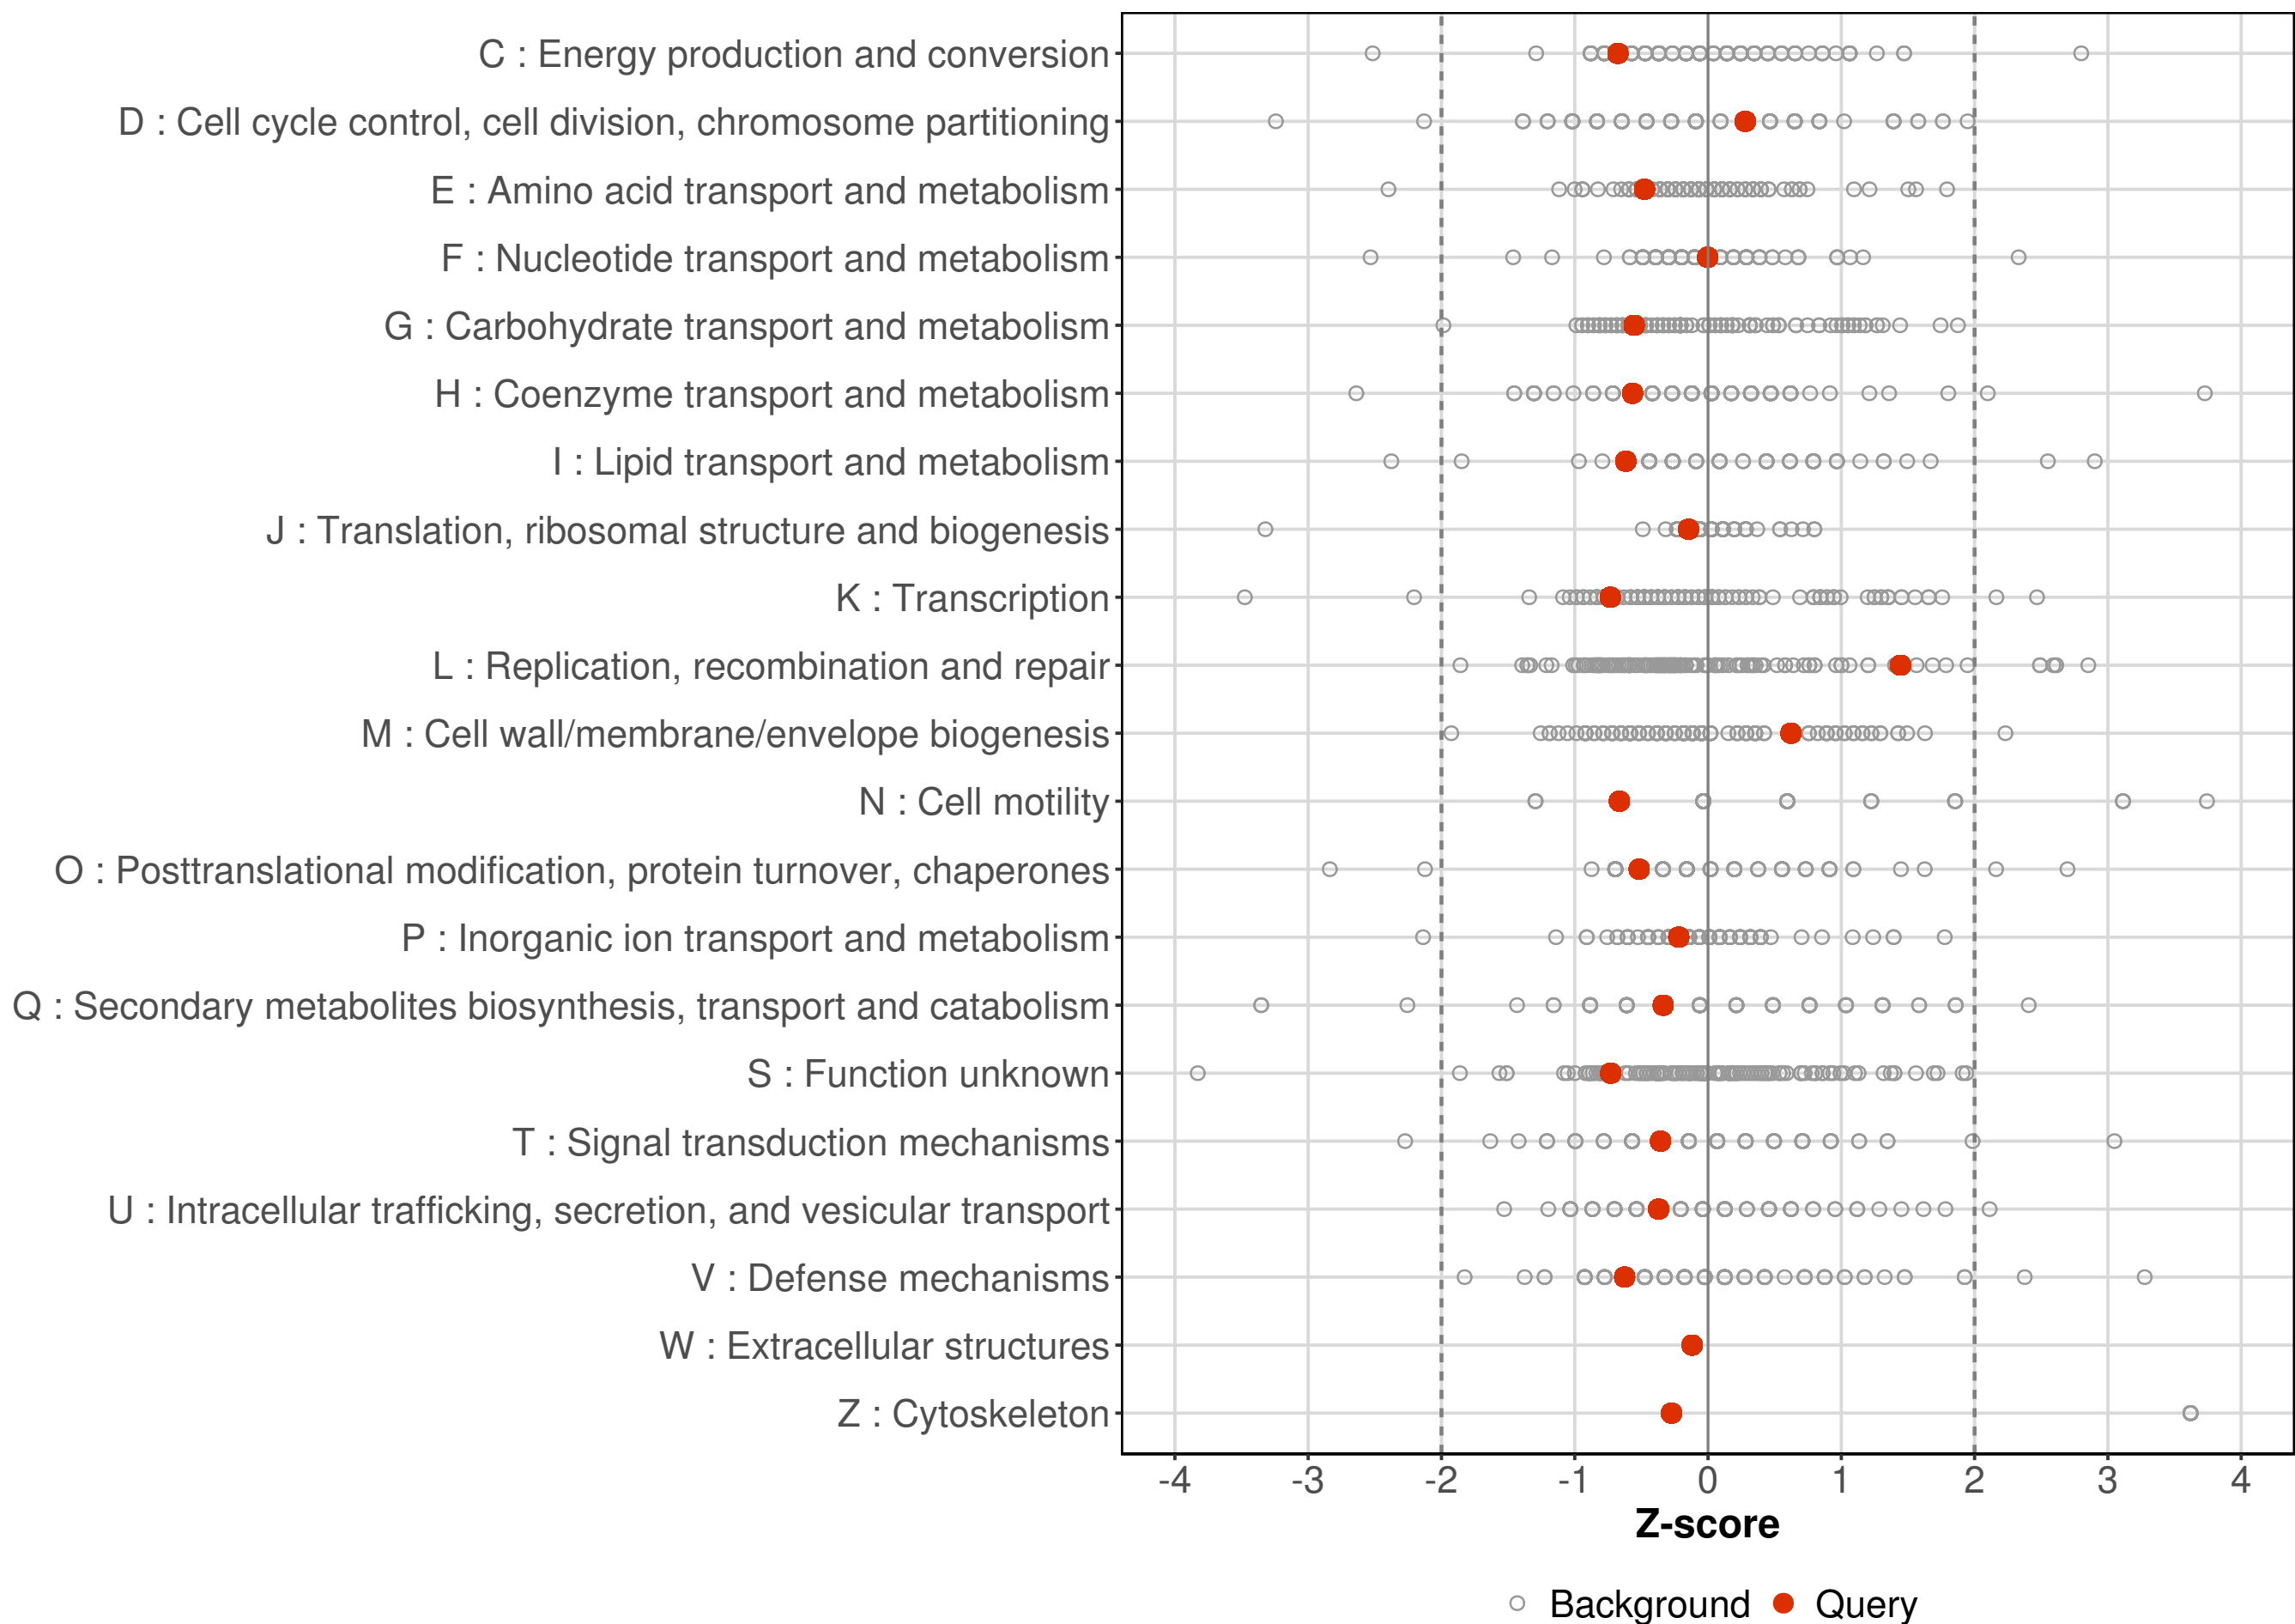 C : Energy production and conversion
D : Cell cycle control, cell division, chromosome partitioning
E : Amino acid transport and metabolism
F : Nucleotide transport and metabolism
G : Carbohydrate transport and metabolism
H : Coenzyme transport and metabolism
I : Lipid transport and metabolism
J : Translation, ribosomal structure and biogenesis
K : Transcription
L : Replication, recombination and repair
M : Cell wall/membrane/envelope biogenesis
N : Cell motility
O : Posttranslational modification, protein turnover, chaperones
P : Inorganic ion transport and metabolism
Q : Secondary metabolites biosynthesis, transport and catabolism
S : Function unknown
T : Signal transduction mechanisms
U : Intracellular trafficking, secretion, and vesicular transport
V : Defense mechanisms
W : Extracellular structures
Z : Cytoskeleton
-4 -3 -2 -1 0 1 2 3 4
Z-score
Background Query